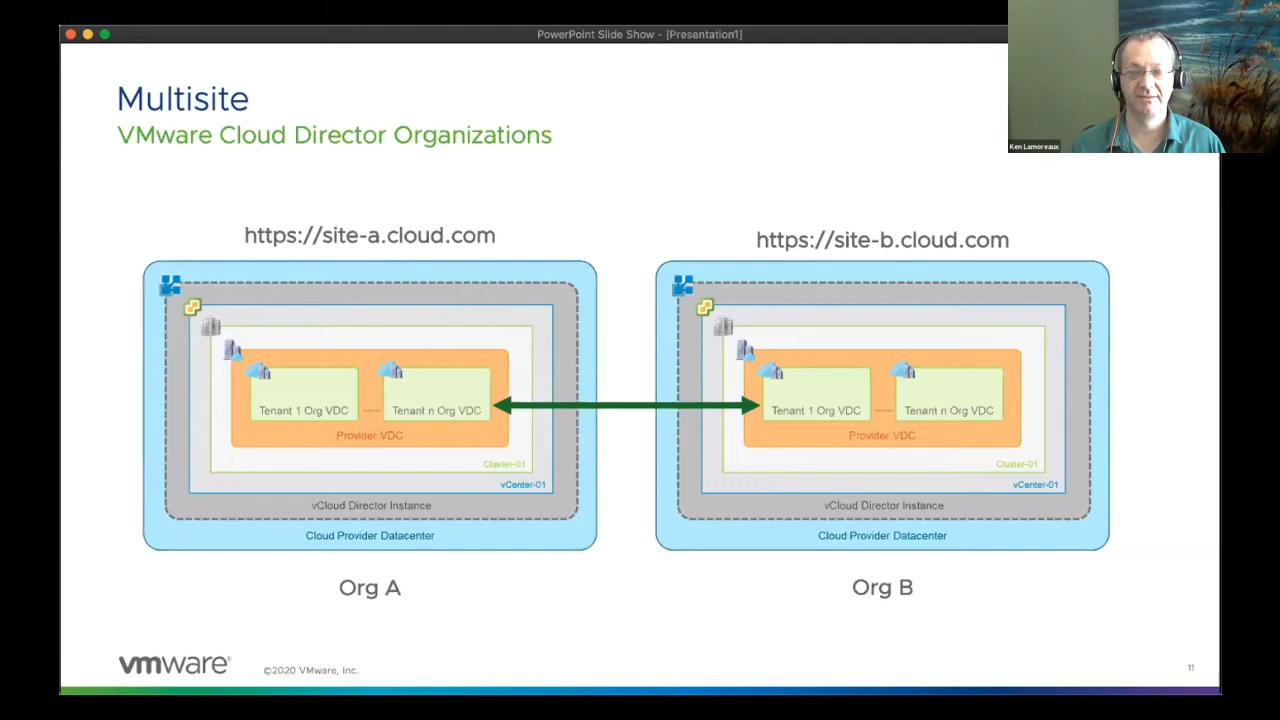 PowerPoint Slide Show - [Presentation1]
Ken Lamoreaux
Multisite
VMware Cloud Director Organizations
https://site-a.cloud.com
https://site-b.cloud.com
Tenant 1 Org VDC ...... Tenant n Org VDC
Provider VDC
Cluster-01
vCenter-01
vCloud Director Instance
Cloud Provider Datacenter
Tenant 1 Org VDC ...... Tenant n Org VDC
Provider VDC
Cluster-01
vCenter-01
vCloud Director Instance
Cloud Provider Datacenter
Org A
Org B
vmware®
©2020 VMware, Inc.
11